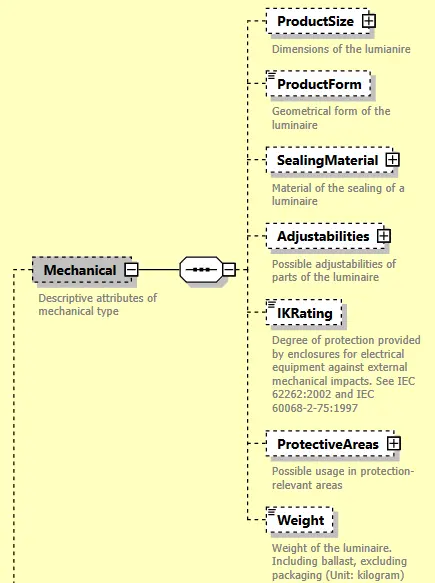 ProductSize
Dimensions of the lumianire
ProductForm
Geometrical form of the
luminaire
SealingMaterial
Material of the sealing of a
luminaire
Adjustabilities
Possible adjustabilities of
parts of the luminaire
Mechanical
Descriptive attributes of
mechanical type
IKRating
Degree of protection provided
by enclosures for electrical
equipment against external
mechanical impacts. See IEC
62262:2002 and IEC
60068-2-75:1997
ProtectiveAreas
Possible usage in protection-
relevant areas
Weight
Weight of the luminaire.
Including ballast, excluding
packaging (Unit: kilogram)